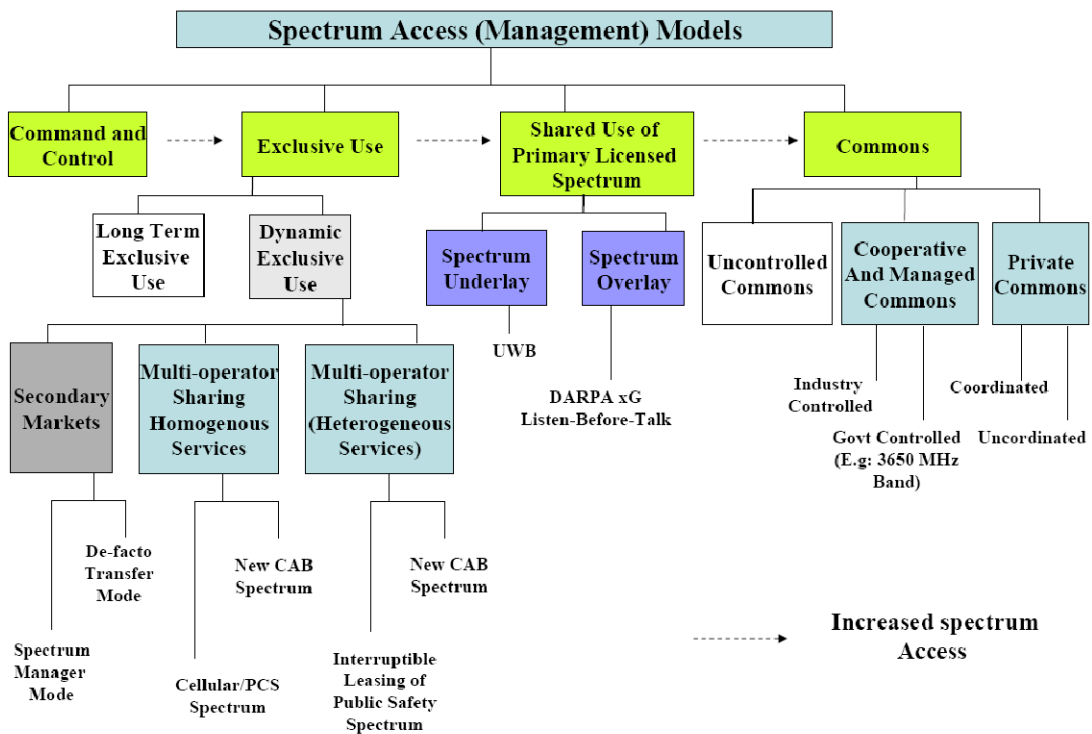 Spectrum Access (Management) Models
Command and
Control
Exclusive Use
Shared Use of
Primary Licensed
Spectrum
Commons
Long Term
Exclusive
Use
Dynamic
Exclusive
Use
Spectrum
Underlay
Spectrum
Overlay
Uncontrolled
Commons
Cooperative
And Managed
Commons
Private
Commons
UWB
DARPA xG
Listen-Before-Talk
Industry
Controlled
Govt Controlled
(E.g: 3650 MHz
Band)
Coordinated
Uncordinated
Secondary
Markets
Multi-operator
Sharing
Homogenous
Services
Multi-operator
Sharing
(Heterogeneous
Services)
De-facto
Transfer
Mode
Spectrum
Manager
Mode
New CAB
Spectrum
Cellular/PCS
Spectrum
New CAB
Spectrum
Interruptible
Leasing of
Public Safety
Spectrum
Increased spectrum
Access